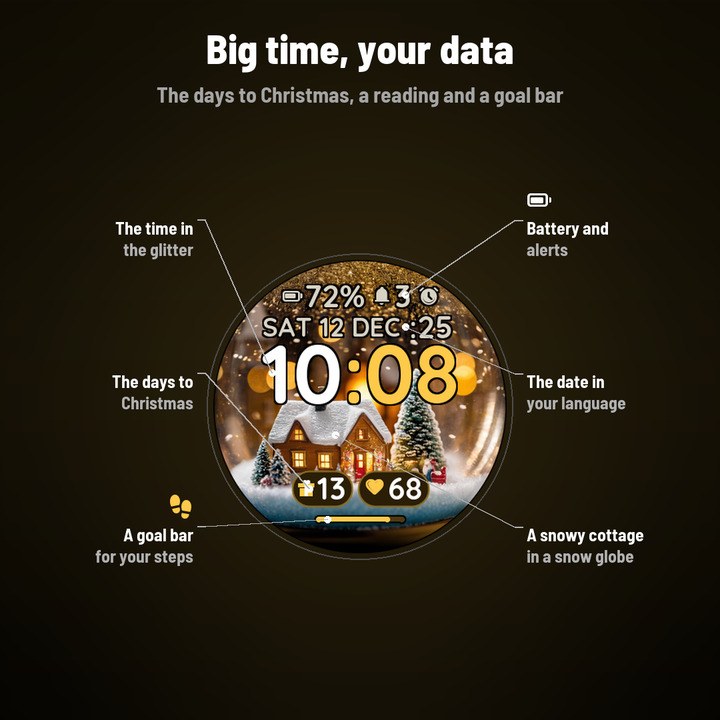 Big time, your data
The days to Christmas, a reading and a goal bar
The time in
the glitter
Battery and
alerts
72% 3
SAT 12 DEC :25
10:08
The days to
Christmas
The date in
your language
13 68
A goal bar
for your steps
A snowy cottage
in a snow globe